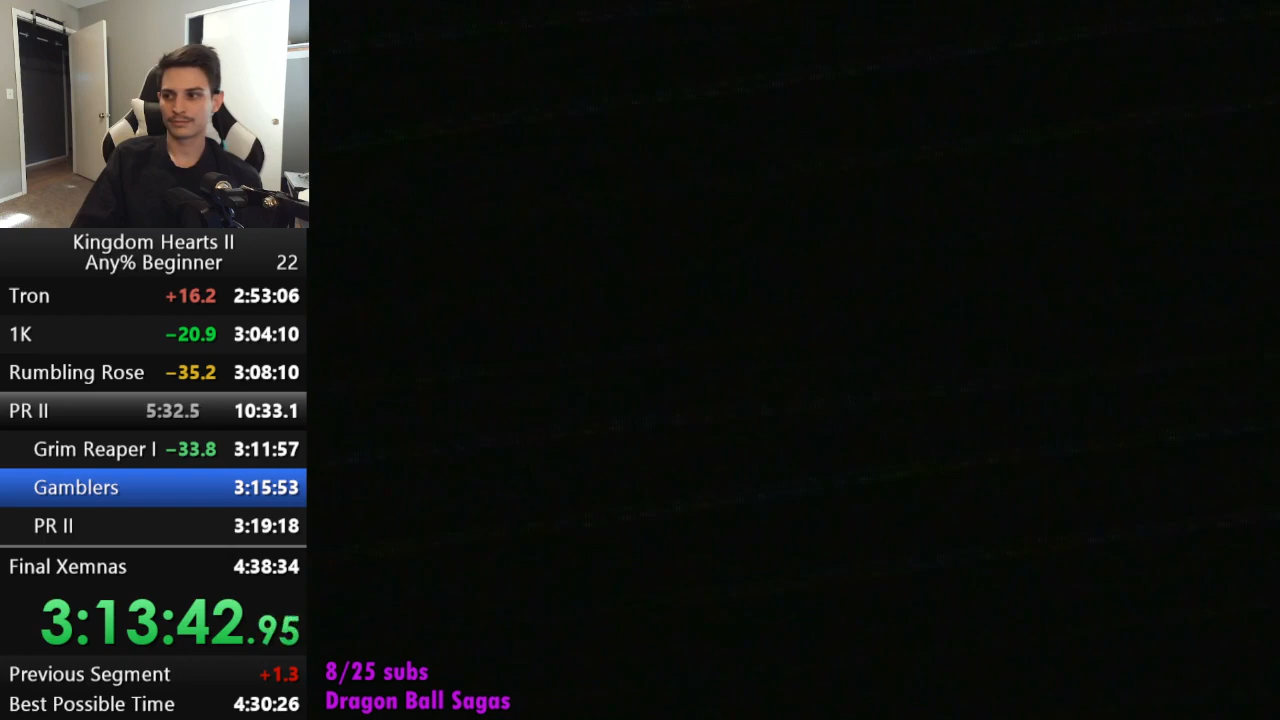 Kingdom Hearts II
Any% Beginner 22
Tron +16.2 2:53:06
1K −20.9 3:04:10
Rumbling Rose −35.2 3:08:10
PR II 5:32.5 10:33.1
Grim Reaper I −33.8 3:11:57
Gamblers 3:15:53
PR II 3:19:18
Final Xemnas 4:38:34
3:13:42.95
Previous Segment +1.3
Best Possible Time 4:30:26
8/25 subs
Dragon Ball Sagas